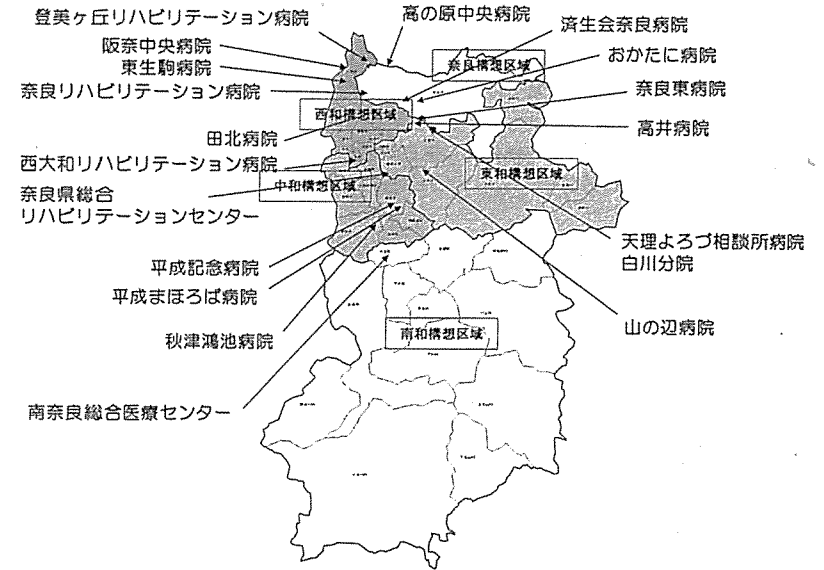 登美ヶ丘リハビリテーション病院
高の原中央病院
済生会奈良病院
阪奈中央病院
おかたに病院
東生駒病院
奈良構想区域
奈良リハビリテーション病院
奈良東病院
西和構想区域
高井病院
田北病院
西大和リハビリテーション病院
東和構想区域
中和構想区域
奈良県総合
リハビリテーションセンター
天理よろづ相談所病院
白川分院
平成記念病院
平成まほろば病院
山の辺病院
秋津鴻池病院
南和構想区域
南奈良総合医療センター